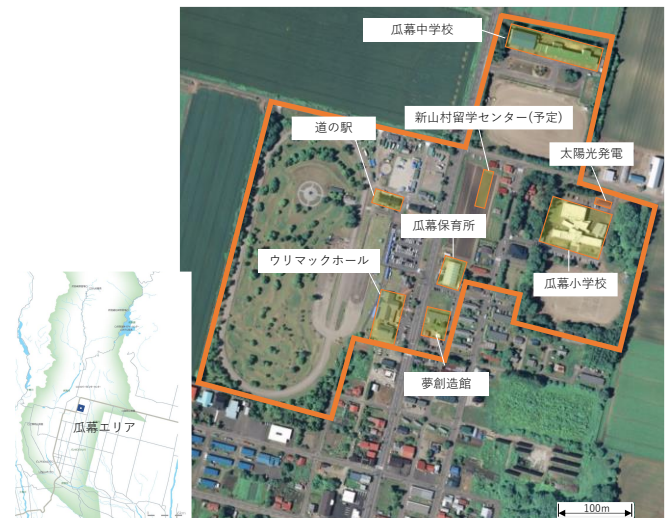 瓜幕中学校
新山村留学センター(予定)
道の駅
太陽光発電
瓜幕保育所
ウリマックホール
瓜幕小学校
夢創造館
瓜幕エリア
100m